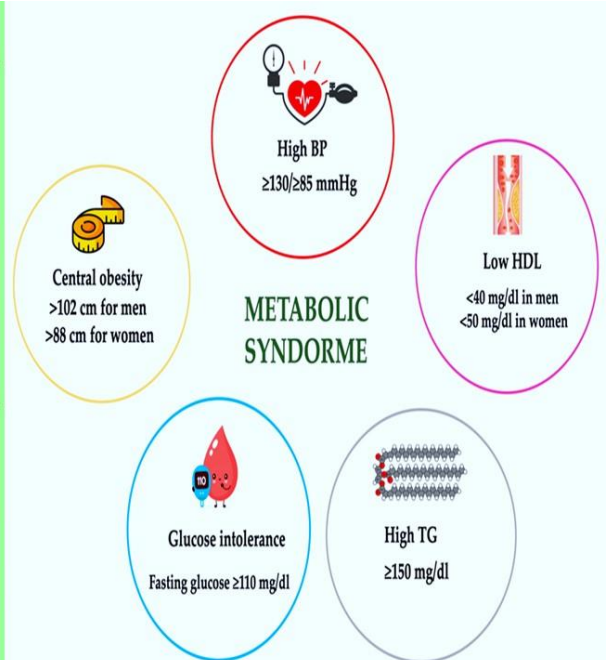 High BP
≥130/≥85 mmHg
Central obesity
>102 cm for men
>88 cm for women
Low HDL
<40 mg/dl in men
<50 mg/dl in women
METABOLIC
SYNDORME
110
Glucose intolerance
Fasting glucose ≥110 mg/dl
High TG
≥150 mg/dl